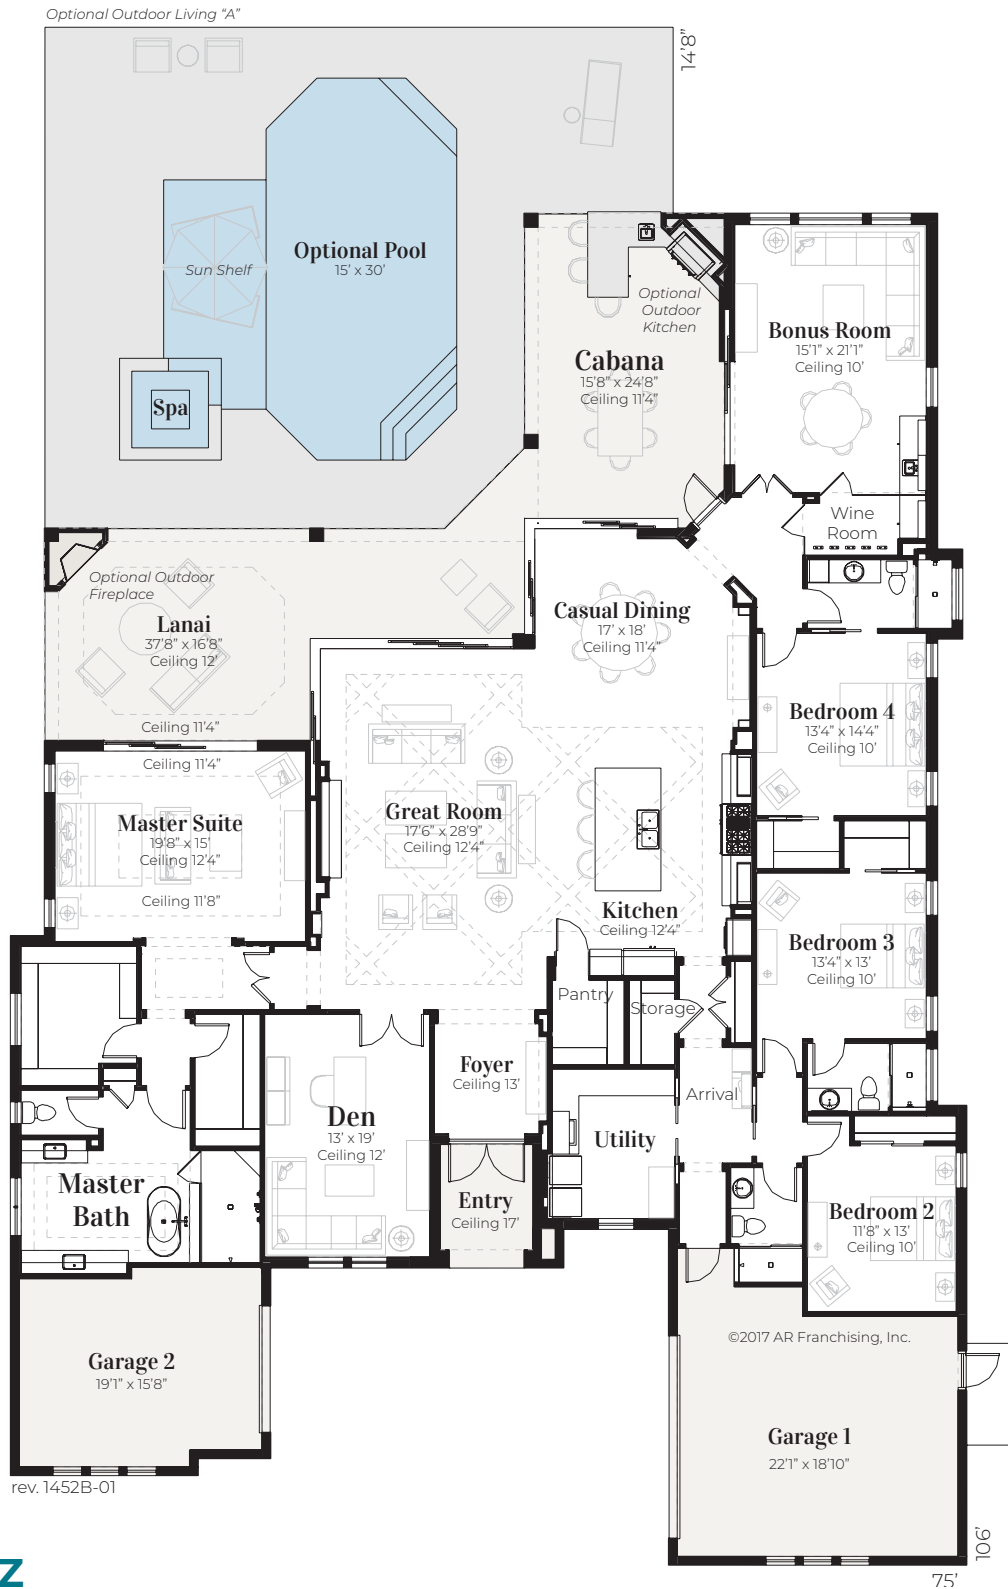 Optional Outdoor Living “A”
14’8”
Optional Pool
15’ x 30’
Sun Shelf
Spa
Optional
Outdoor
Kitchen
Cabana
15’8” x 24’8”
Ceiling 11’4”
Bonus Room
15’1” x 21’1”
Ceiling 10’
Wine
Room
Optional Outdoor
Fireplace
Lanai
37’8” x 16’8”
Ceiling 12’
Ceiling 11’4”
Casual Dining
17’ x 18’
Ceiling 11’4”
Bedroom 4
13’4” x 14’4”
Ceiling 10’
Ceiling 11’4”
Master Suite
19’8” x 15’
Ceiling 12’4”
Ceiling 11’8”
Great Room
17’6” x 28’9”
Ceiling 12’4”
Kitchen
Ceiling 12’4”
Bedroom 3
13’4” x 13’
Ceiling 10’
Pantry
Storage
Foyer
Ceiling 13’
Arrival
Den
13’ x 19’
Ceiling 12’
Utility
Master
Bath
Entry
Ceiling 17’
Bedroom 2
11’8” x 13’
Ceiling 10’
©2017 AR Franchising, Inc.
Garage 2
19’1” x 15’8”
Garage 1
22’1” x 18’10”
rev. 1452B-01
106’
75’
z